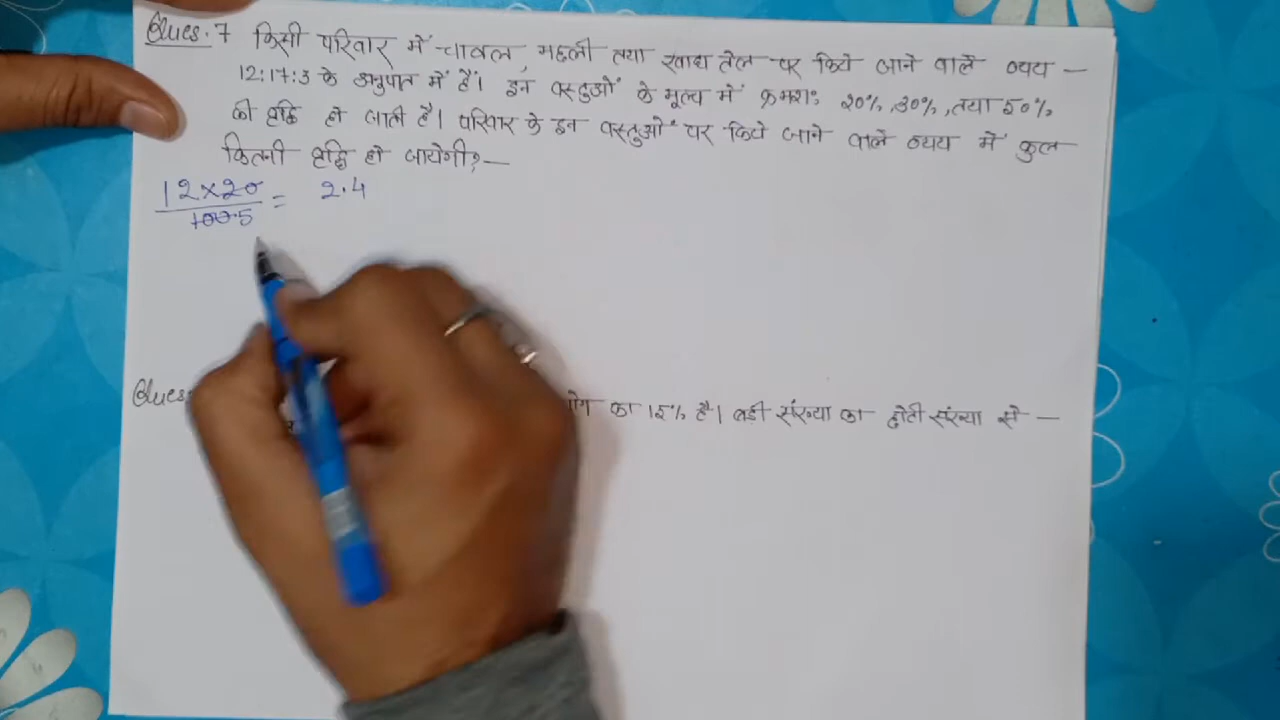 Ques.7 किसी परिवार में चावल, मछली तथा खाद्य तेल पर किये जाने वाले व्यय –
12:17:3 के अनुपात में हैं। इन वस्तुओं के मूल्य में क्रमशः 20%, 30%, तथा 50%
की वृद्धि हो जाती है। परिवार के इन वस्तुओं पर किये जाने वाले व्यय में कुल
कितनी वृद्धि हो जायेगी?–
12×20 / 100 5 = 2.4
Ques. का 15% है। बड़ी संख्या का छोटी संख्या से –